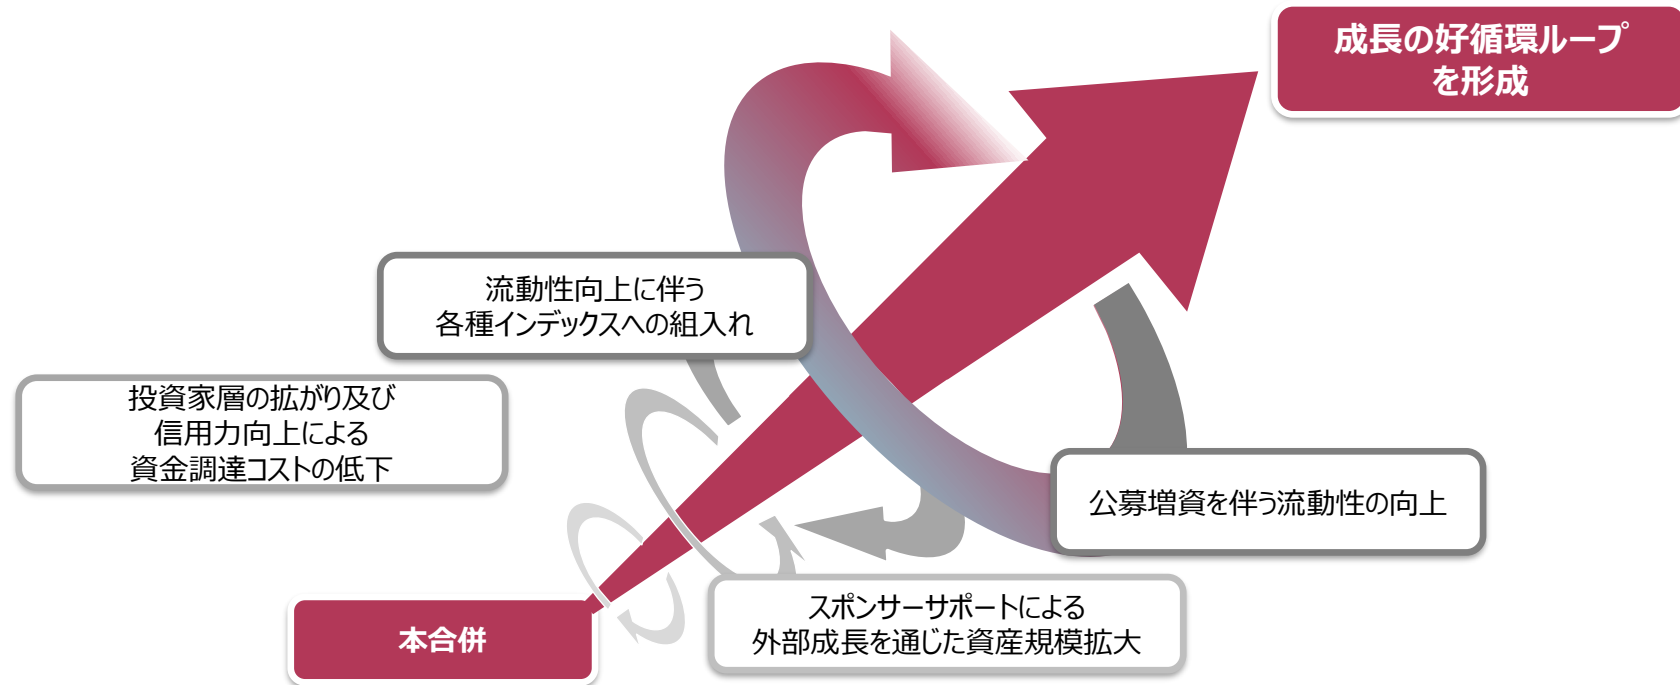 成長の好循環ループ
を形成
流動性向上に伴う
各種インデックスへの組入れ
投資家層の拡がり及び
信用力向上による
資金調達コストの低下
公募増資を伴う流動性の向上
スポンサーサポートによる
外部成長を通じた資産規模拡大
本合併